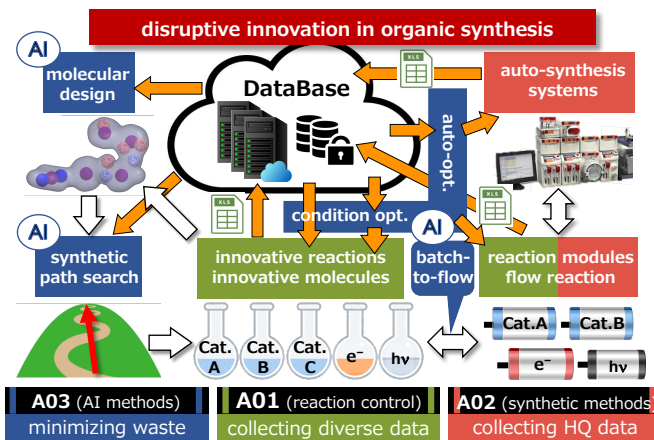 disruptive innovation in organic synthesis
AI
molecular
design
DataBase
XLS
auto-synthesis
systems
auto-opt.
XLS
XLS
condition opt.
AI
synthetic
path search
innovative reactions
innovative molecules
AI
batch-
to-flow
reaction modules
flow reaction
Cat.
A
Cat.
B
Cat.
C
e⁻
hν
Cat.A
Cat.B
e⁻
hν
A03 (AI methods)
minimizing waste
A01 (reaction control)
collecting diverse data
A02 (synthetic methods)
collecting HQ data